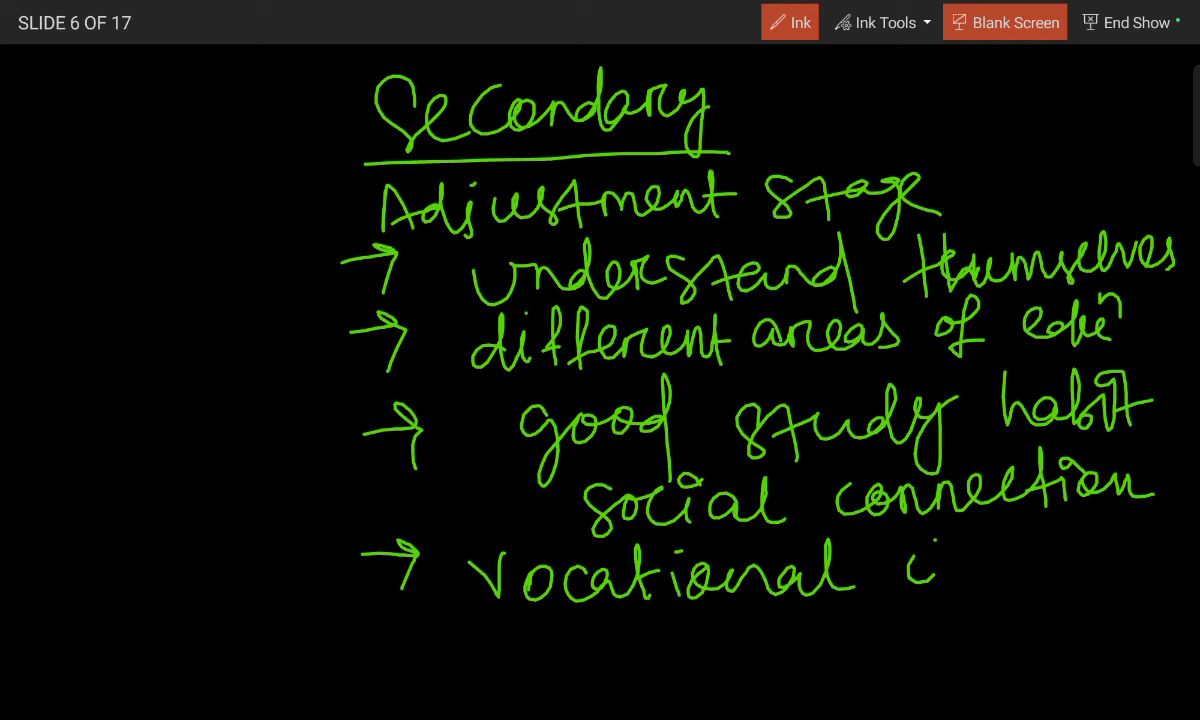 SLIDE 6 OF 17 Ink Ink Tools Blank Screen End Show
Secondary
Adjustment stage
→ understand themselves
→ different areas of eduⁿ
→ good study habit
social connection
→ vocational i